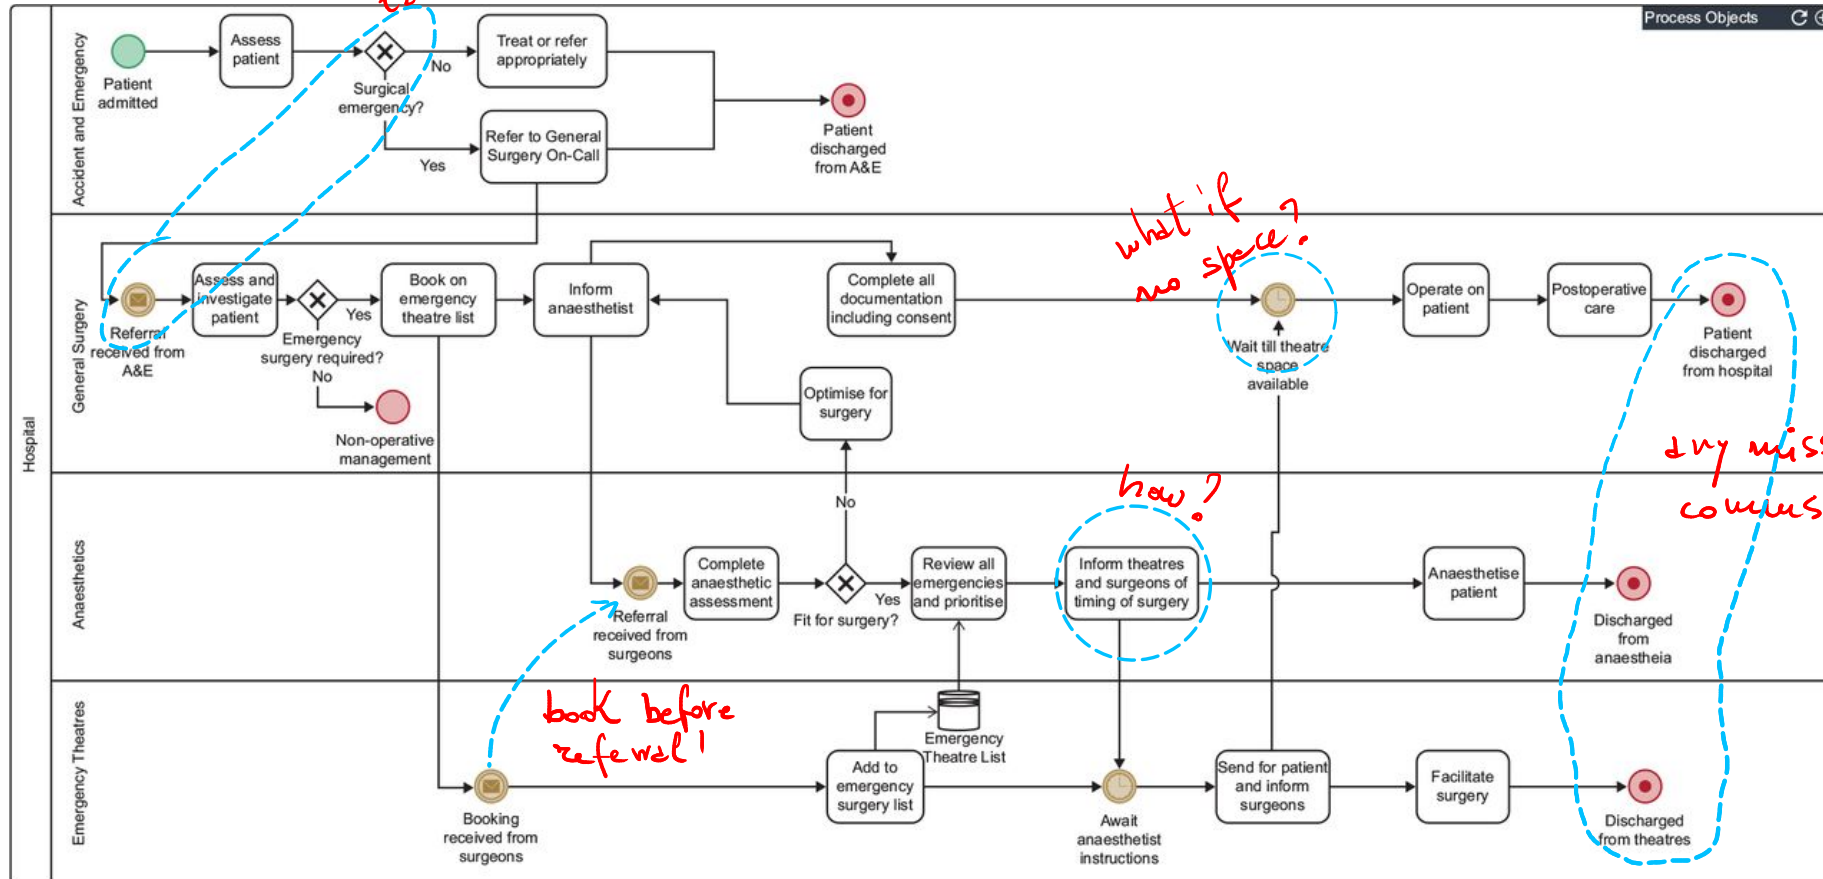 Process Objects
Accident and Emergency
Patient
admitted
Assess
patient
Surgical
emergency?
No
Yes
Treat or refer
appropriately
Refer to General
Surgery On-Call
Patient
discharged
from A&E
Hospital
General Surgery
Referral
received from
A&E
Assess and
investigate
patient
Emergency
surgery required?
Yes
No
Non-operative
management
Book on
emergency
theatre list
Inform
anaesthetist
Complete all
documentation
including consent
Optimise for
surgery
what if
no space?
Wait till theatre
space
available
Operate on
patient
Postoperative
care
Patient
discharged
from hospital
any
Anaesthetics
Referral
received from
surgeons
Complete
anaesthetic
assessment
Fit for surgery?
No
Yes
Review all
emergencies
and prioritise
how?
Inform theatres
and surgeons of
timing of surgery
Anaesthetise
patient
Discharged
from
anaestheia
Emergency Theatres
book before
referral!
Booking
received from
surgeons
Add to
emergency
surgery list
Emergency
Theatre List
Await
anaesthetist
instructions
Send for patient
and inform
surgeons
Facilitate
surgery
Discharged
from theatres